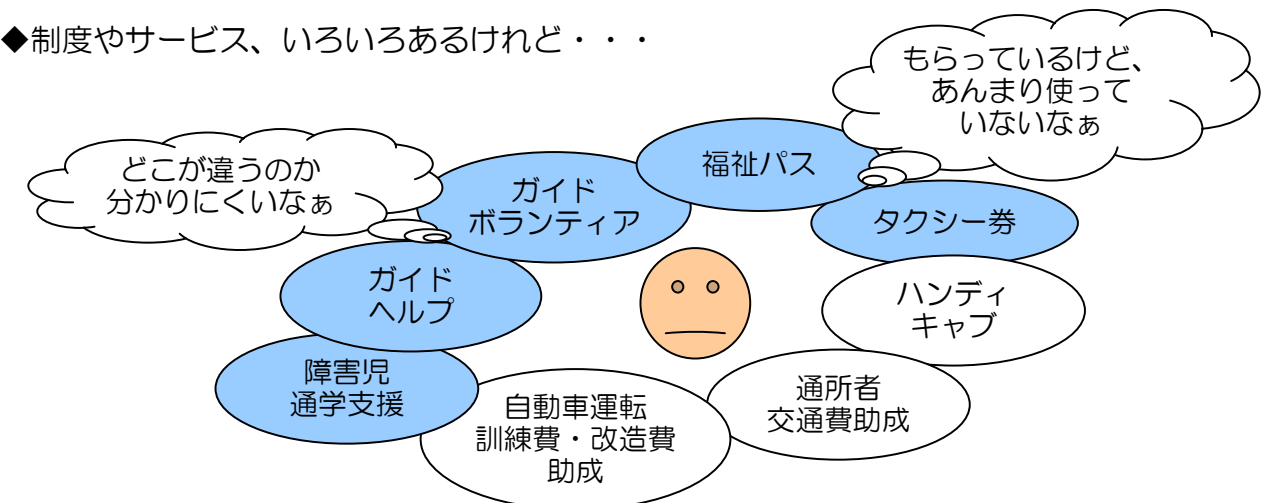 ◆制度やサービス、いろいろあるけれど・・・
もらっているけど、
あんまり使って
いないなぁ
どこが違うのか
分かりにくいなぁ
福祉パス
ガイド
ボランティア
タクシー券
ガイド
ヘルプ
ハンディ
キャブ
障害児
通学支援
通所者
交通費助成
自動車運転
訓練費・改造費
助成